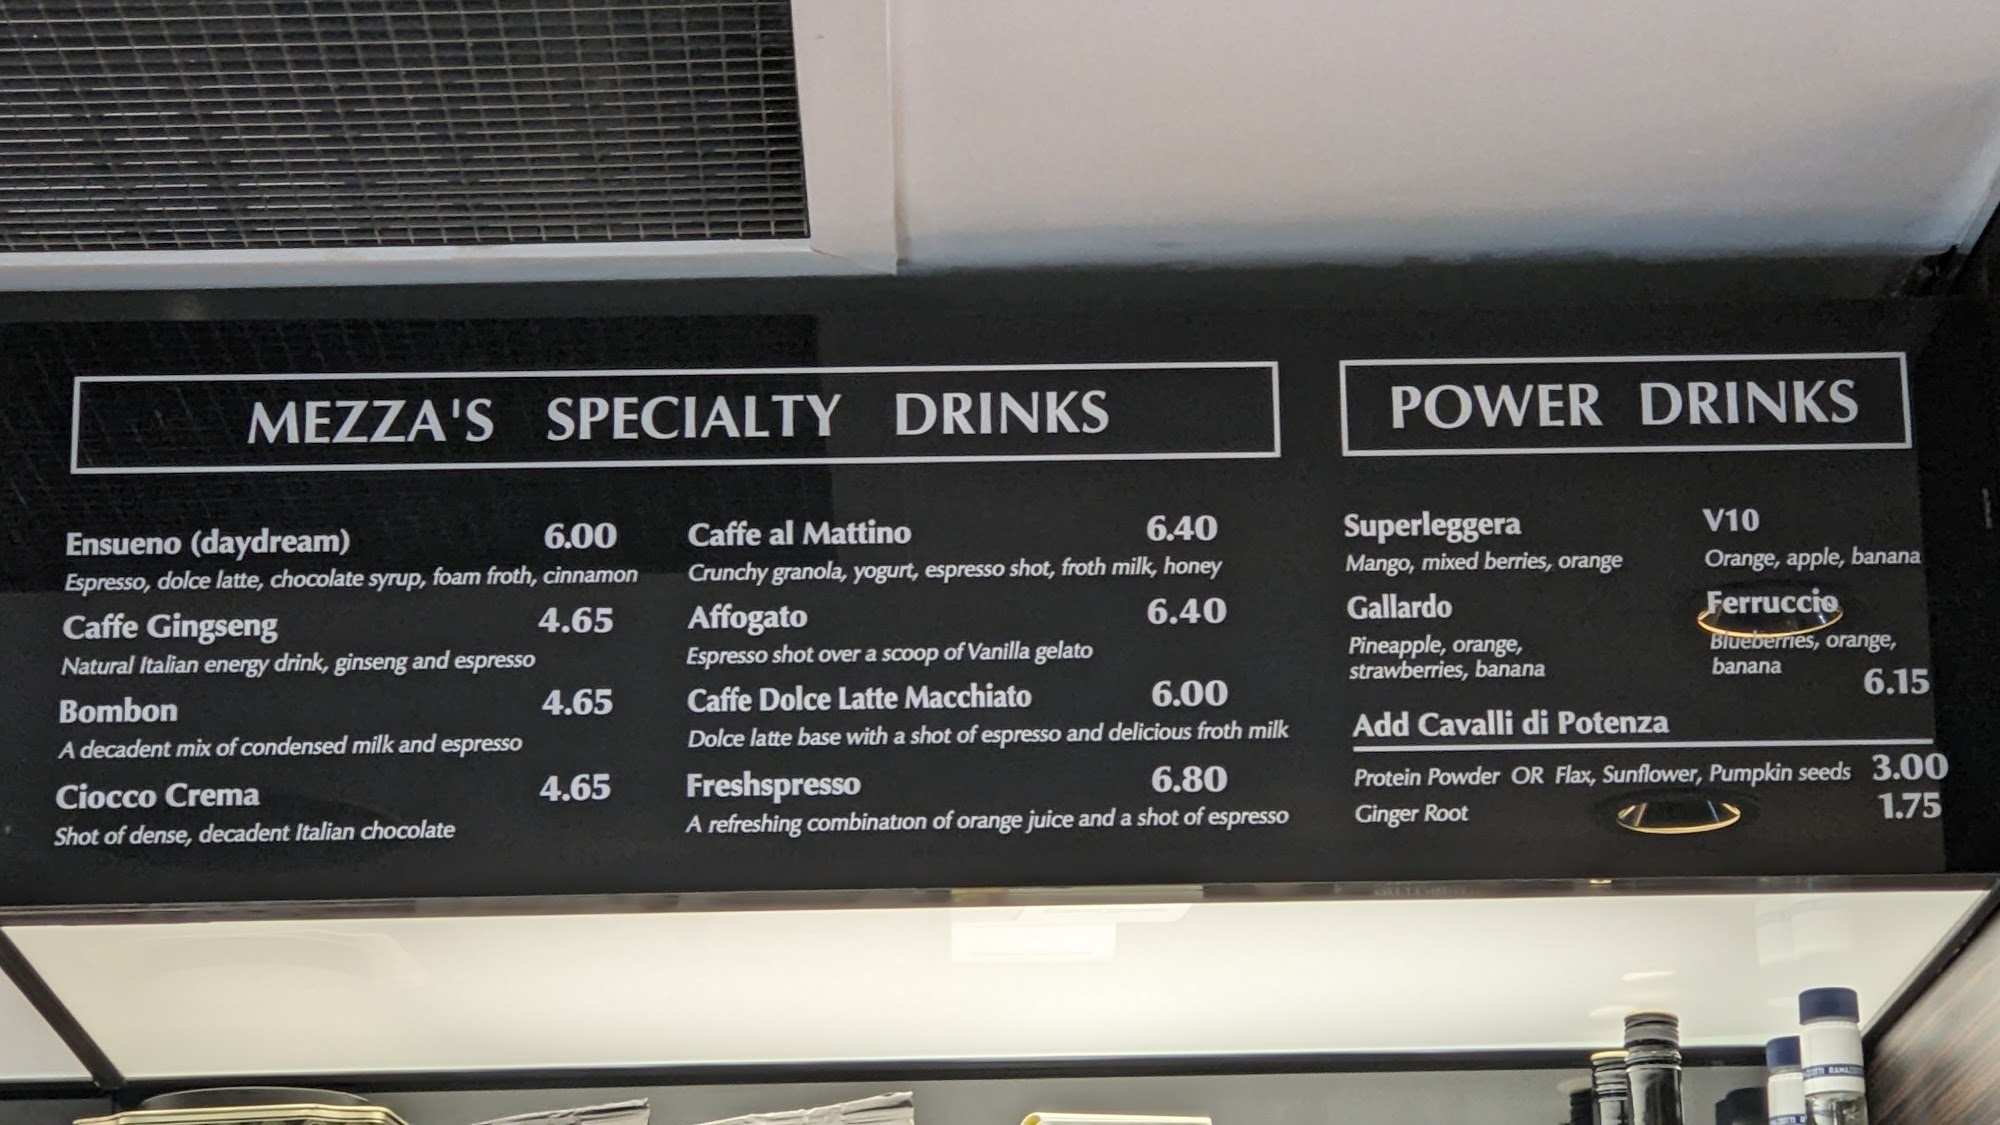 MEZZA'S SPECIALTY DRINKS
Ensueno (daydream) 6.00
Espresso, dolce latte, chocolate syrup, foam froth, cinnamon
Caffe Gingseng 4.65
Natural Italian energy drink, ginseng and espresso
Bombon 4.65
A decadent mix of condensed milk and espresso
Ciocco Crema 4.65
Shot of dense, decadent Italian chocolate
Caffe al Mattino 6.40
Crunchy granola, yogurt, espresso shot, froth milk, honey
Affogato 6.40
Espresso shot over a scoop of Vanilla gelato
Caffe Dolce Latte Macchiato 6.00
Dolce latte base with a shot of espresso and delicious froth milk
Freshspresso 6.80
A refreshing combination of orange juice and a shot of espresso
POWER DRINKS
Superleggera
Mango, mixed berries, orange
Gallardo
Pineapple, orange,
strawberries, banana
V10
Orange, apple, banana
Ferruccio
Blueberries, orange,
banana
6.15
Add Cavalli di Potenza
Protein Powder OR Flax, Sunflower, Pumpkin seeds 3.00
Ginger Root 1.75